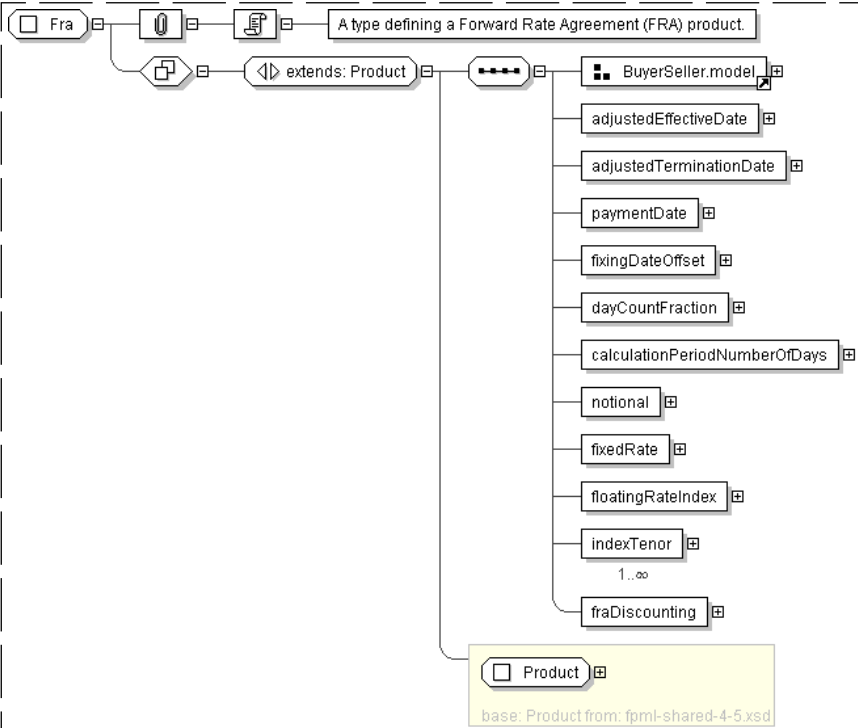 Fra
A type defining a Forward Rate Agreement (FRA) product.
extends: Product
BuyerSeller.model
adjustedEffectiveDate
adjustedTerminationDate
paymentDate
fixingDateOffset
dayCountFraction
calculationPeriodNumberOfDays
notional
fixedRate
floatingRateIndex
indexTenor
1..∞
fraDiscounting
Product
base: Product from: fpml-shared-4-5.xsd